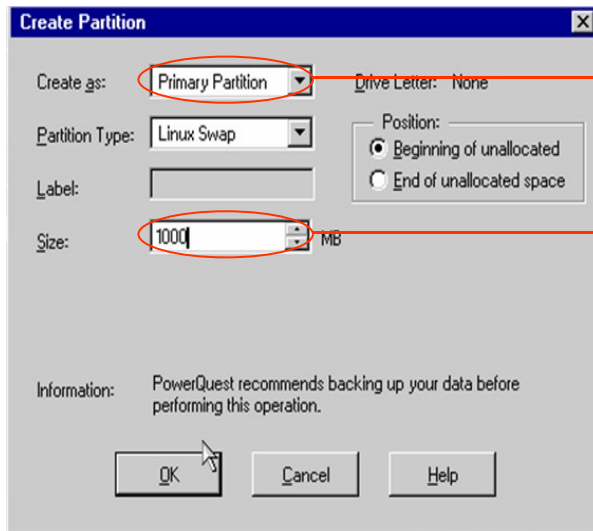 Create Partition
Create as: Primary Partition Drive Letter: None
Partition Type: Linux Swap
Position:
Beginning of unallocated
End of unallocated space
Label:
Size: 1000 MB
Information: PowerQuest recommends backing up your data before
performing this operation.
OK Cancel Help